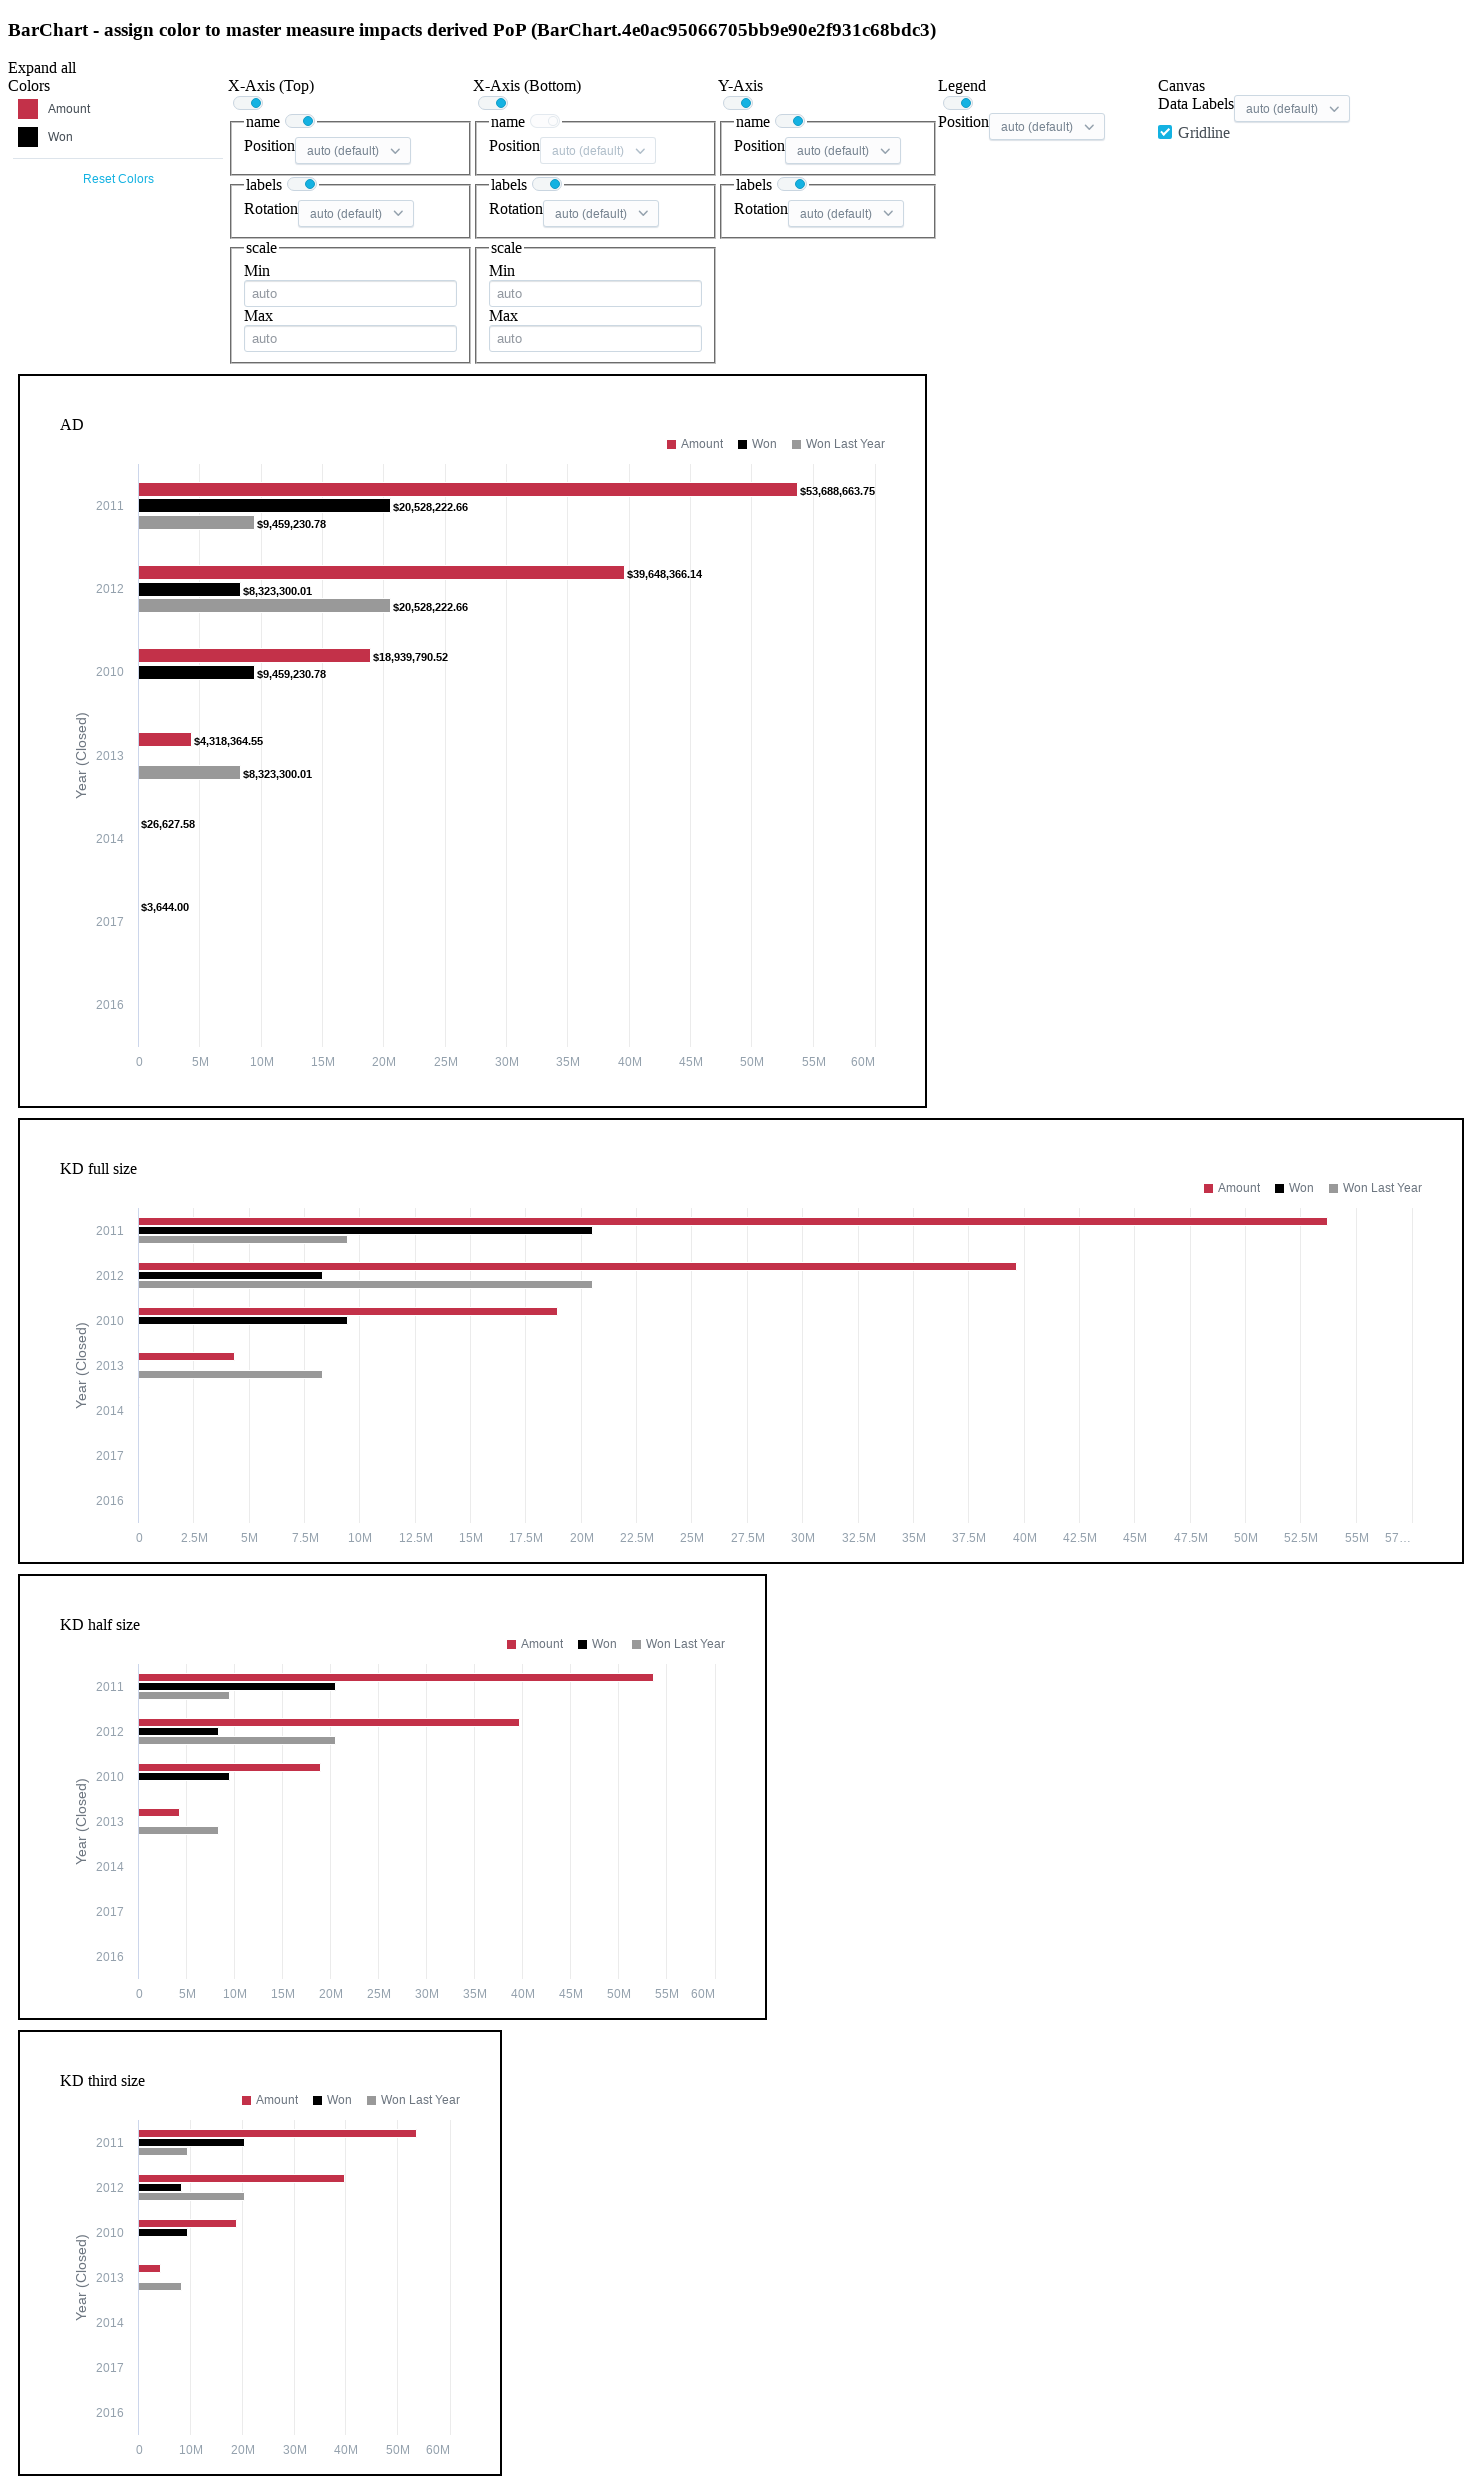 BarChart - assign color to master measure impacts derived PoP (BarChart.4e0ac95066705bb9e90e2f931c68bdc3)
Expand all
Colors
Amount
Won
Reset Colors
X-Axis (Top)
name
Position auto (default)
labels
Rotation auto (default)
scale
Min
auto
Max
auto
X-Axis (Bottom)
name
Position auto (default)
labels
Rotation auto (default)
scale
Min
auto
Max
auto
Y-Axis
name
Position auto (default)
labels
Rotation auto (default)
Legend
Position auto (default)
Canvas
Data Labels auto (default)
Gridline
AD
Amount Won Won Last Year
Year (Closed)
2011 $53,688,663.75
$20,528,222.66
$9,459,230.78
2012 $39,648,366.14
$8,323,300.01
$20,528,222.66
2010 $18,939,790.52
$9,459,230.78
2013 $4,318,364.55
$8,323,300.01
2014 $26,627.58
2017 $3,644.00
2016
0 5M 10M 15M 20M 25M 30M 35M 40M 45M 50M 55M 60M
KD full size
Amount Won Won Last Year
Year (Closed)
2011
2012
2010
2013
2014
2017
2016
0 2.5M 5M 7.5M 10M 12.5M 15M 17.5M 20M 22.5M 25M 27.5M 30M 32.5M 35M 37.5M 40M 42.5M 45M 47.5M 50M 52.5M 55M 57...
KD half size
Amount Won Won Last Year
Year (Closed)
2011
2012
2010
2013
2014
2017
2016
0 5M 10M 15M 20M 25M 30M 35M 40M 45M 50M 55M 60M
KD third size
Amount Won Won Last Year
Year (Closed)
2011
2012
2010
2013
2014
2017
2016
0 10M 20M 30M 40M 50M 60M